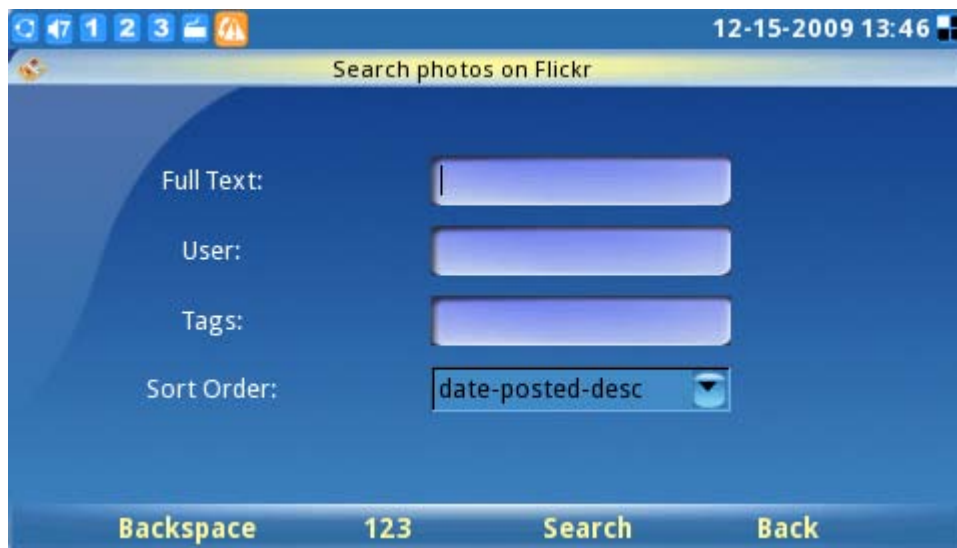 7 1 2 3 12-15-2009 13:46
Search photos on Flickr
Full Text:
User:
Tags:
Sort Order: date-posted-desc
Backspace 123 Search Back